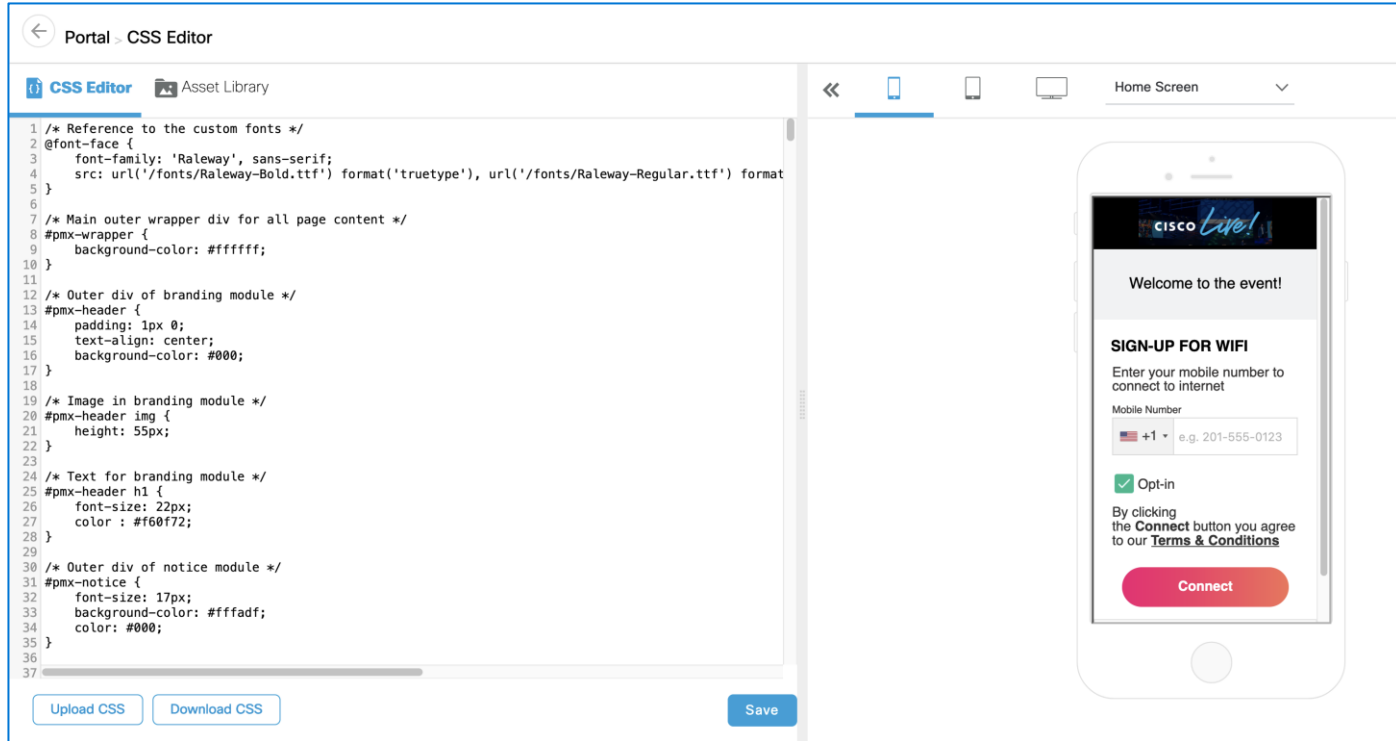 Portal > CSS Editor
CSS Editor
Asset Library
Home Screen
1 /* Reference to the custom fonts */
2 @font-face {
3     font-family: 'Raleway', sans-serif;
4     src: url('/fonts/Raleway-Bold.ttf') format('truetype'), url('/fonts/Raleway-Regular.ttf') format
5 }
6
7 /* Main outer wrapper div for all page content */
8 #pmx-wrapper {
9     background-color: #ffffff;
10 }
11
12 /* Outer div of branding module */
13 #pmx-header {
14     padding: 1px 0;
15     text-align: center;
16     background-color: #000;
17 }
18
19 /* Image in branding module */
20 #pmx-header img {
21     height: 55px;
22 }
23
24 /* Text for branding module */
25 #pmx-header h1 {
26     font-size: 22px;
27     color : #f60f72;
28 }
29
30 /* Outer div of notice module */
31 #pmx-notice {
32     font-size: 17px;
33     background-color: #fffadf;
34     color: #000;
35 }
36
37
Upload CSS
Download CSS
Save
CISCO Live!
Welcome to the event!
SIGN-UP FOR WIFI
Enter your mobile number to
connect to internet
Mobile Number
+1
e.g. 201-555-0123
Opt-in
By clicking
the Connect button you agree
to our Terms & Conditions
Connect